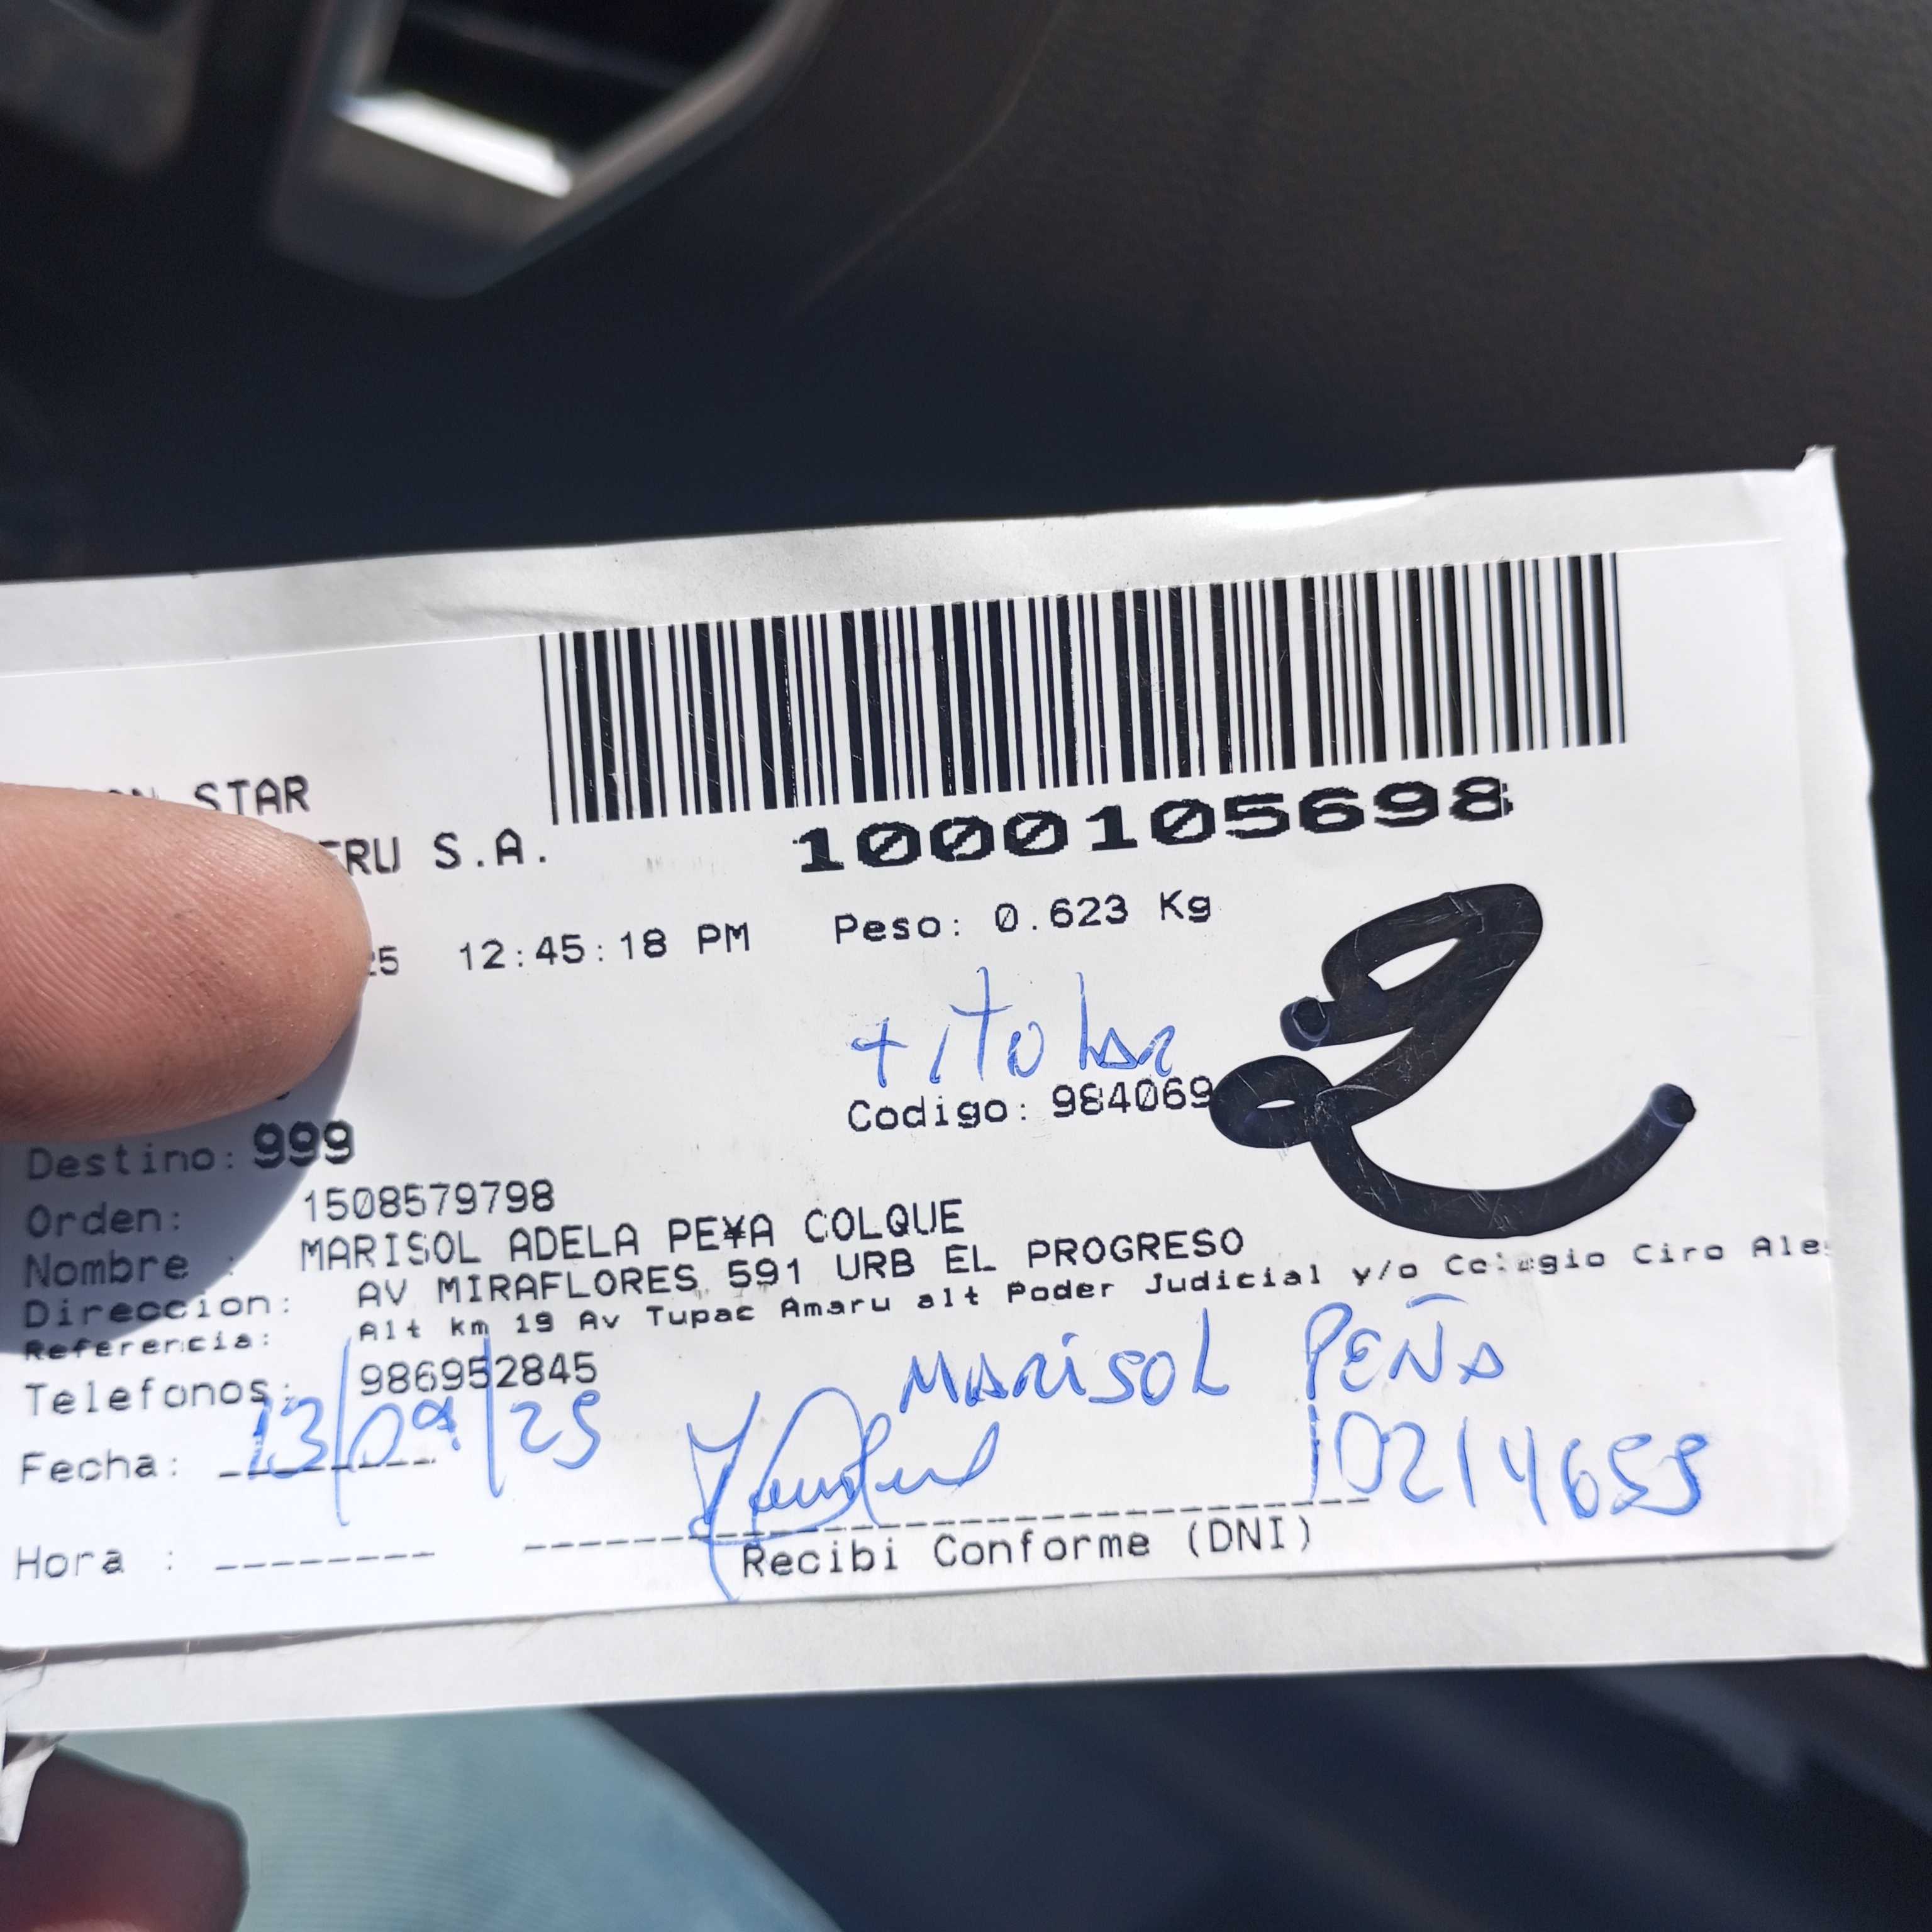 STAR
S.A.
1000105698
12:45:18 PM Peso: 0.623 Kg
titular
Codigo: 984069
Destino: 999
Orden: 1508579798
Nombre : MARISOL ADELA PE¥A COLQUE
Direccion: AV MIRAFLORES 591 URB EL PROGRESO
Referencia: Alt km 19 Av Tupac Amaru alt Poder Judicial y/o Colegio Ciro Ale
Telefonos: 986952845
MARISOL PEÑA
Fecha: 13/09/25
10214655
Hora :
Recibi Conforme (DNI)